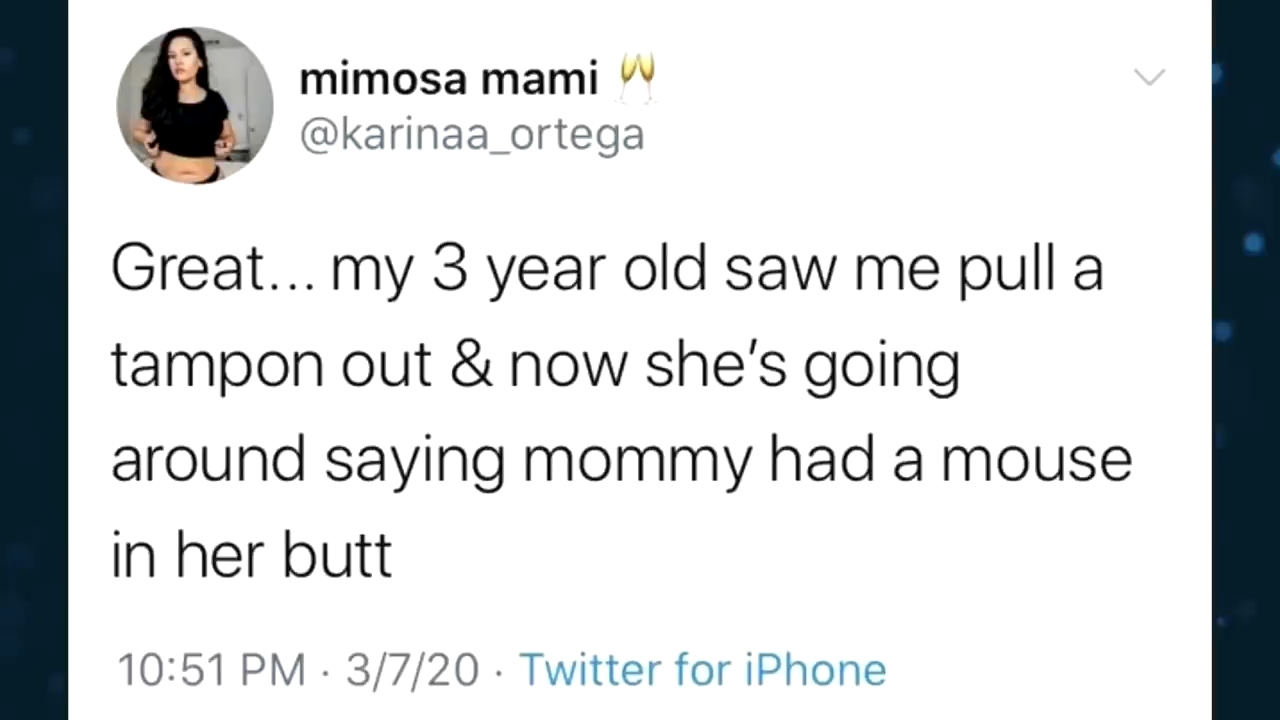 mimosa mami 🥂
@karinaa_ortega
Great... my 3 year old saw me pull a
tampon out & now she’s going
around saying mommy had a mouse
in her butt
10:51 PM · 3/7/20 · Twitter for iPhone